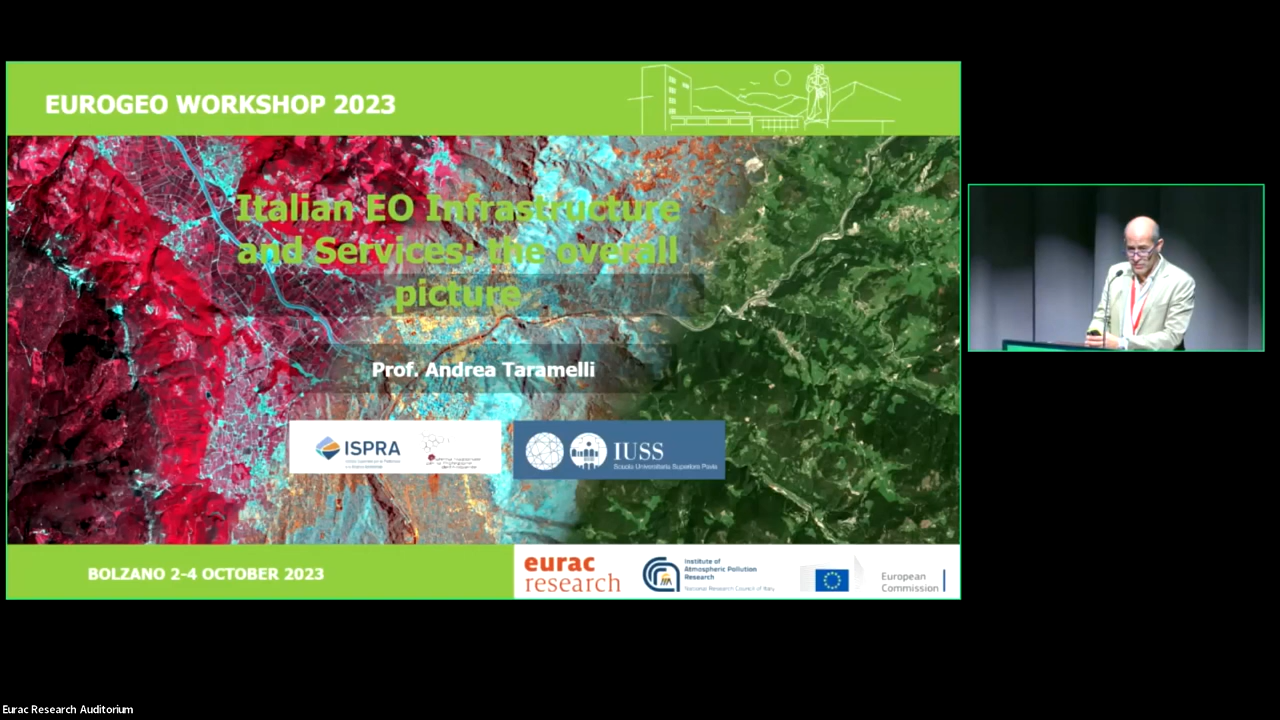 EUROGEO WORKSHOP 2023
Italian EO Infrastructure
and Services: the overall
picture
Prof. Andrea Taramelli
ISPRA
IUSS
Scuola Universitaria Superiore Pavia
BOLZANO 2-4 OCTOBER 2023
eurac
research
Institute of
Atmospheric Pollution
Research
National Research Council of Italy
European
Commission
Eurac Research Auditorium